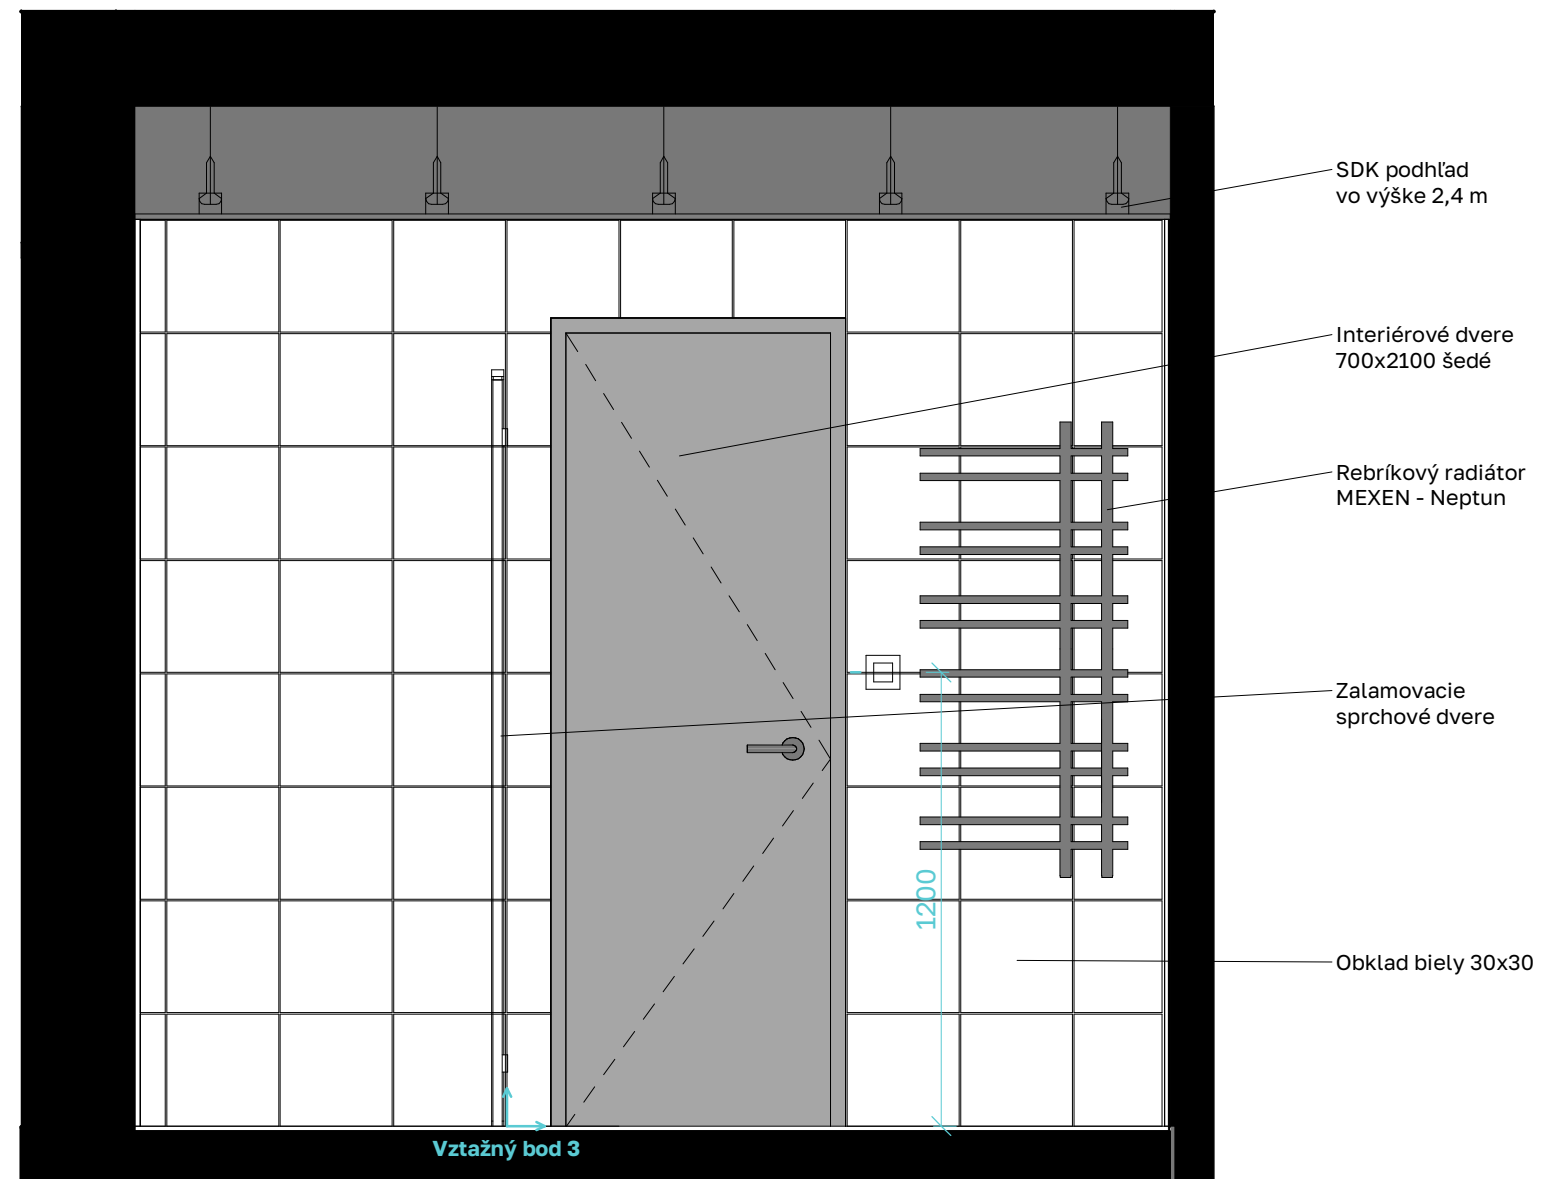 SDK podhľad
vo výške 2,4 m
Interiérové dvere
700x2100 šedé
Rebríkový radiátor
MEXEN - Neptun
Zalamovacie
sprchové dvere
1200
Obklad biely 30x30
Vztažný bod 3